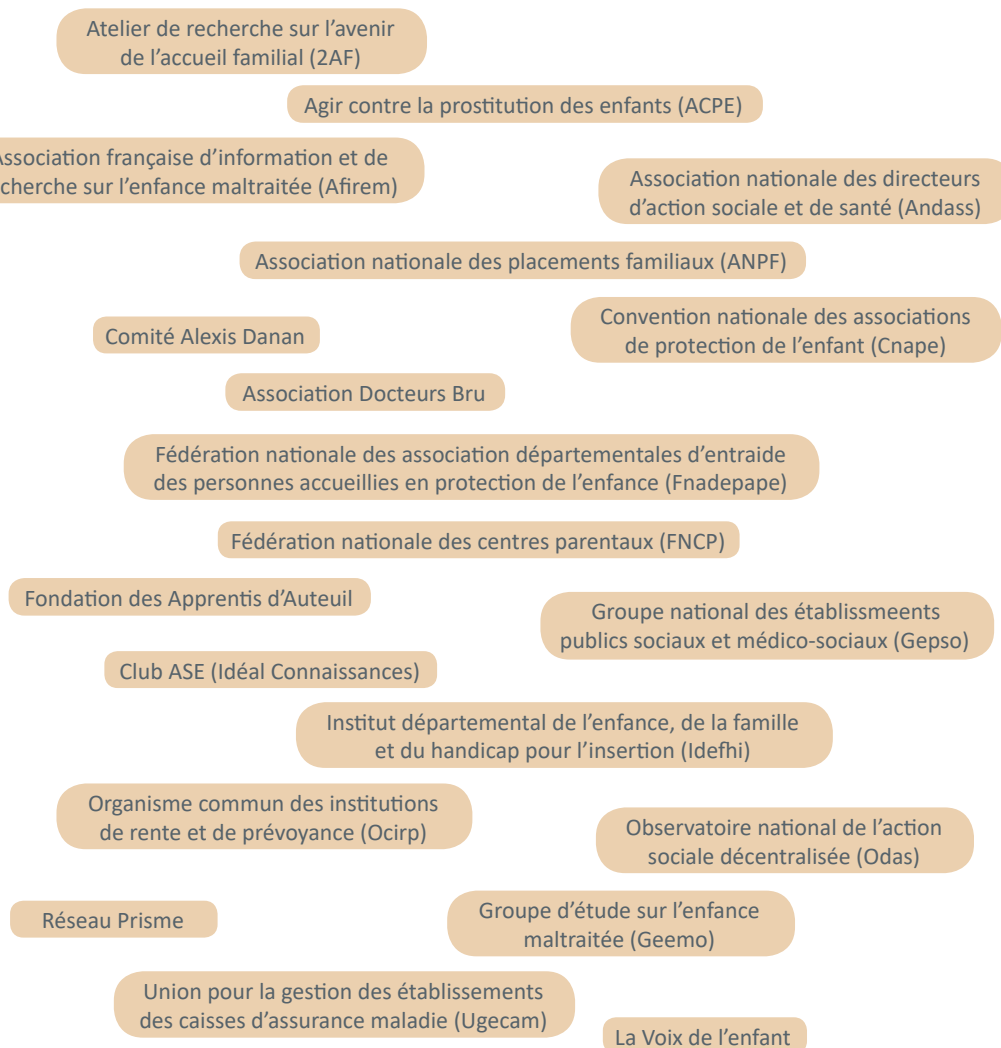 Atelier de recherche sur l’avenir
de l’accueil familial (2AF)
Agir contre la prostitution des enfants (ACPE)
Association française d’information et de
cherche sur l’enfance maltraitée (Afirem)
Association nationale des directeurs
d’action sociale et de santé (Andass)
Association nationale des placements familiaux (ANPF)
Comité Alexis Danan
Convention nationale des associations
de protection de l’enfant (Cnape)
Association Docteurs Bru
Fédération nationale des association départementales d’entraide
des personnes accueillies en protection de l’enfance (Fnadepape)
Fédération nationale des centres parentaux (FNCP)
Fondation des Apprentis d’Auteuil
Groupe national des établissmeents
publics sociaux et médico-sociaux (Gepso)
Club ASE (Idéal Connaissances)
Institut départemental de l’enfance, de la famille
et du handicap pour l’insertion (Idefhi)
Organisme commun des institutions
de rente et de prévoyance (Ocirp)
Observatoire national de l’action
sociale décentralisée (Odas)
Réseau Prisme
Groupe d’étude sur l’enfance
maltraitée (Geemo)
Union pour la gestion des établissements
des caisses d’assurance maladie (Ugecam)
La Voix de l’enfant